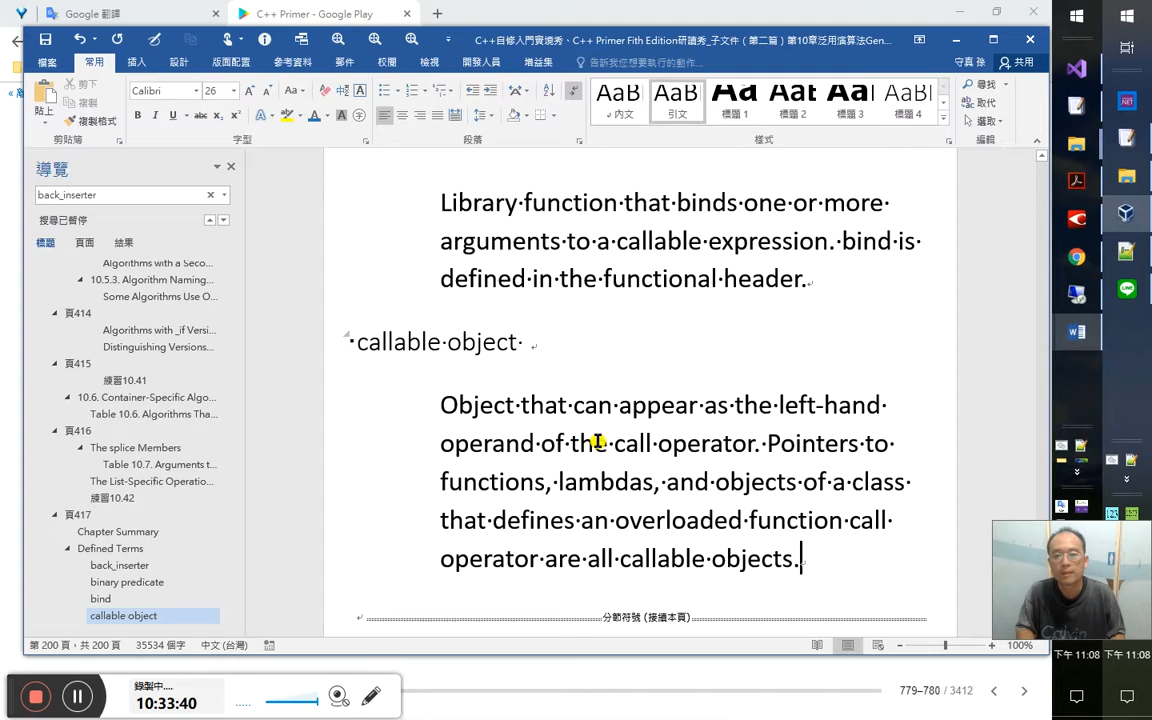 Google 翻譯
C++ Primer - Google Play
C++自修入門實境秀、C++ Primer Fith Edition研讀秀_子文件（第二篇）第10章泛用演算法Gen...
檔案 常用 插入 設計 版面配置 參考資料 郵件 校閱 檢視 開發人員 增益集 告訴我您想要執行的動作... 守真 孫 共用
貼上
剪下
複製
複製格式
Calibri 26
內文 引文 標題 1 標題 2 標題 3 標題 4
尋找
取代
選取
剪貼簿 字型 段落 樣式 編輯
導覽
back_inserter
搜尋已暫停
標題 頁面 結果
Algorithms with a Seco...
10.5.3. Algorithm Naming...
Some Algorithms Use O...
頁414
Algorithms with _if Versi...
Distinguishing Versions...
頁415
練習10.41
10.6. Container-Specific Algo...
Table 10.6. Algorithms Tha...
頁416
The splice Members
Table 10.7. Arguments t...
The List-Specific Operatio...
練習10.42
頁417
Chapter Summary
Defined Terms
back_inserter
binary predicate
bind
callable object
Library function that binds one or more
arguments to a callable expression. bind is
defined in the functional header.
callable object
Object that can appear as the left-hand
operand of the call operator. Pointers to
functions, lambdas, and objects of a class
that defines an overloaded function call
operator are all callable objects.
分節符號 (接續本頁)
第 200 頁，共 200 頁 35534 個字 中文 (台灣) 100%
錄製中...
10:33:40
779–780 / 3412
下午 11:08
下午 11:08